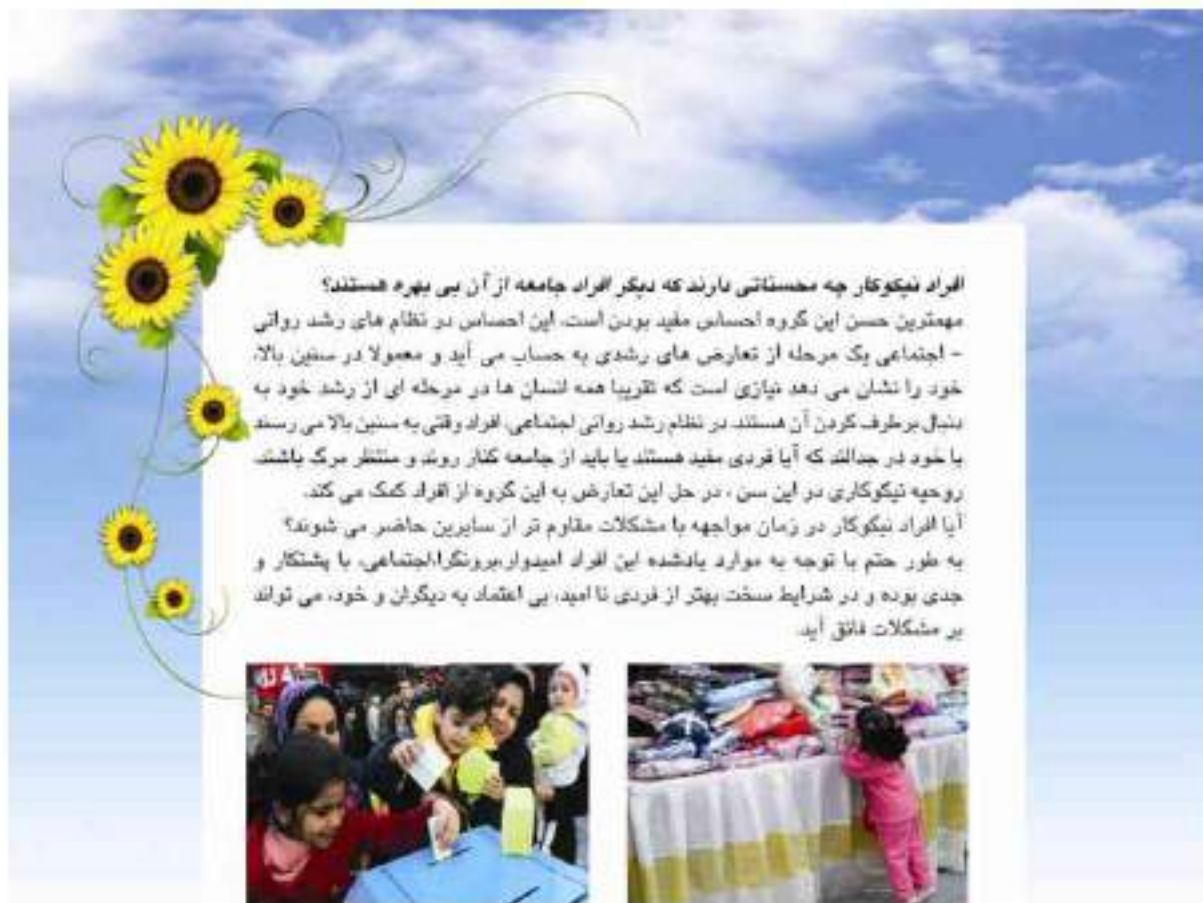 افراد نیکوکار چه محسناتی دارند که دیگر افراد جامعه از آن بی بهره هستند؟
مهمترین حسن این گروه احساس مفید بودن است. این احساس در نظام های رشد روانی
- اجتماعی یک مرحله از تعارض های رشدی به حساب می آید و معمولا در سنین بالا،
خود را نشان می دهد نیازی است که تقریبا همه انسان ها در مرحله ای از رشد خود به
دنبال برطرف کردن آن هستند. در نظام رشد روانی اجتماعی، افراد وقتی به سنین بالا می رسند
با خود در جدالند که آیا فردی مفید هستند یا باید از جامعه کنار روند و منتظر مرگ باشند.
روحیه نیکوکاری در این سن ، در حل این تعارض به این گروه از افراد کمک می کند.
آیا افراد نیکوکار در زمان مواجهه با مشکلات مقاوم تر از سایرین حاضر می شوند؟
به طور حتم با توجه به موارد یادشده این افراد امیدوار،برونگرا،اجتماعی، با پشتکار و
جدی بوده و در شرایط سخت بهتر از فردی نا امید، بی اعتماد به دیگران و خود، می تواند
بر مشکلات فائق آید.